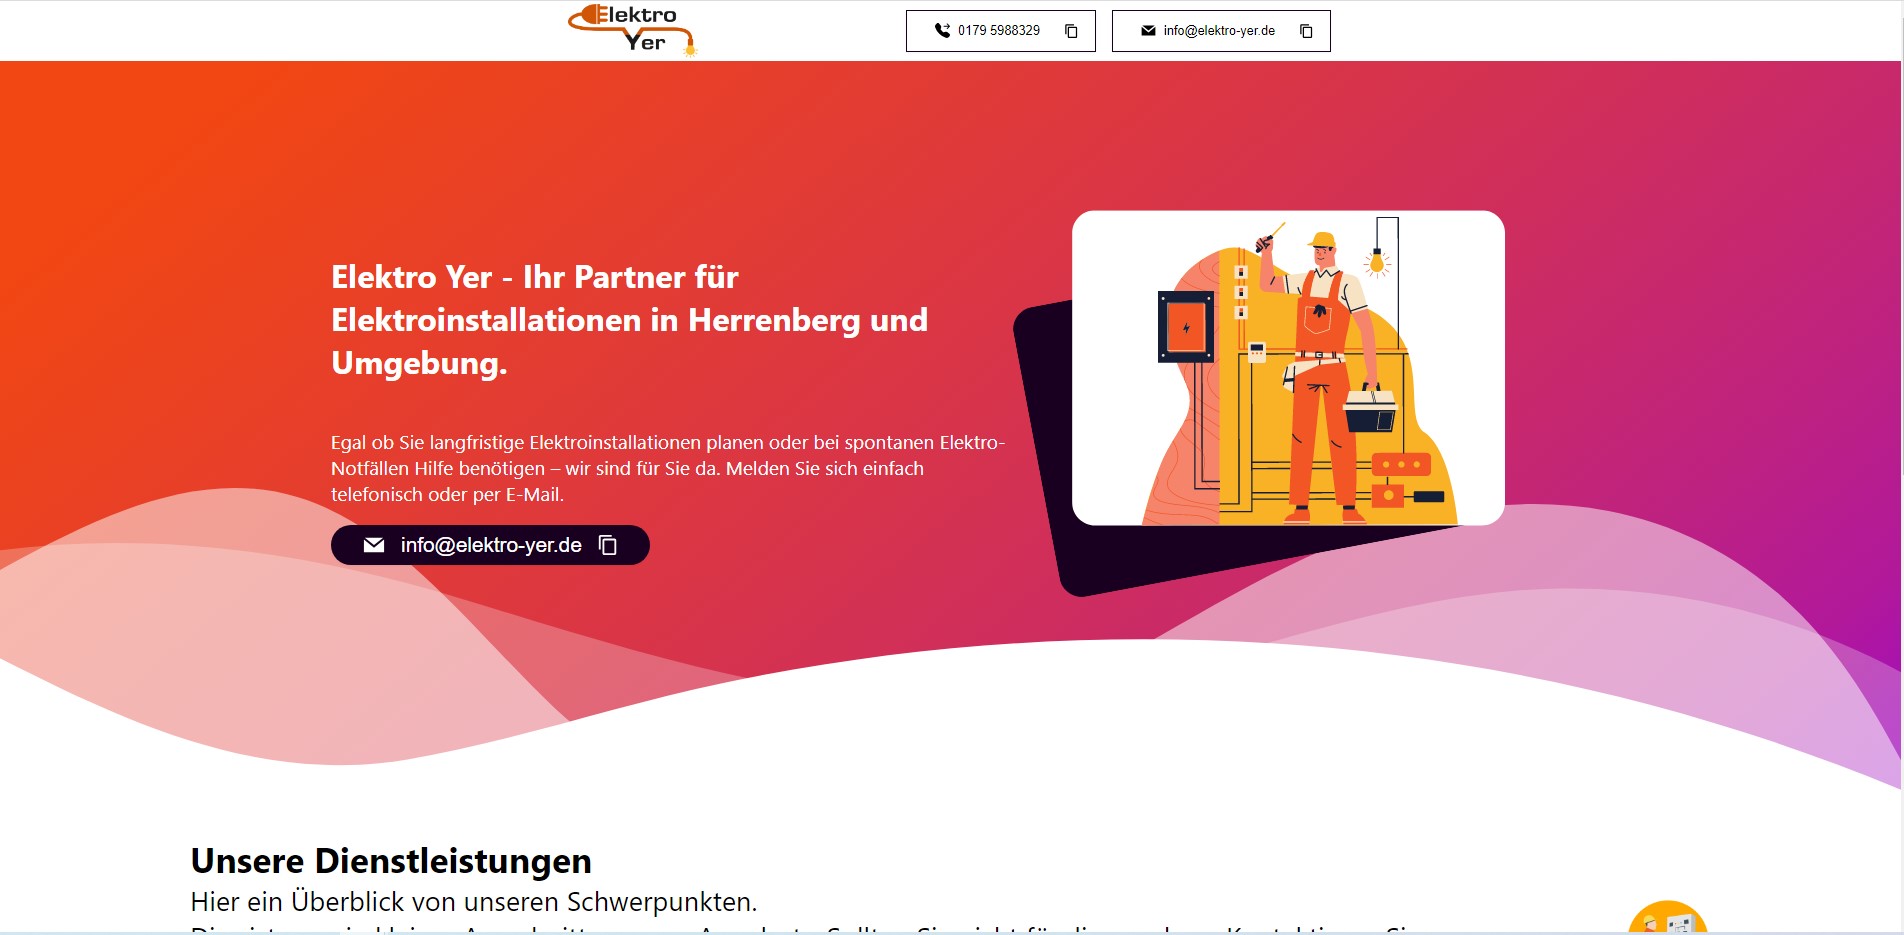 Elektro
Yer
0179 5988329
info@elektro-yer.de
Elektro Yer - Ihr Partner für
Elektroinstallationen in Herrenberg und
Umgebung.
Egal ob Sie langfristige Elektroinstallationen planen oder bei spontanen Elektro-
Notfällen Hilfe benötigen – wir sind für Sie da. Melden Sie sich einfach
telefonisch oder per E-Mail.
info@elektro-yer.de
Unsere Dienstleistungen
Hier ein Überblick von unseren Schwerpunkten.